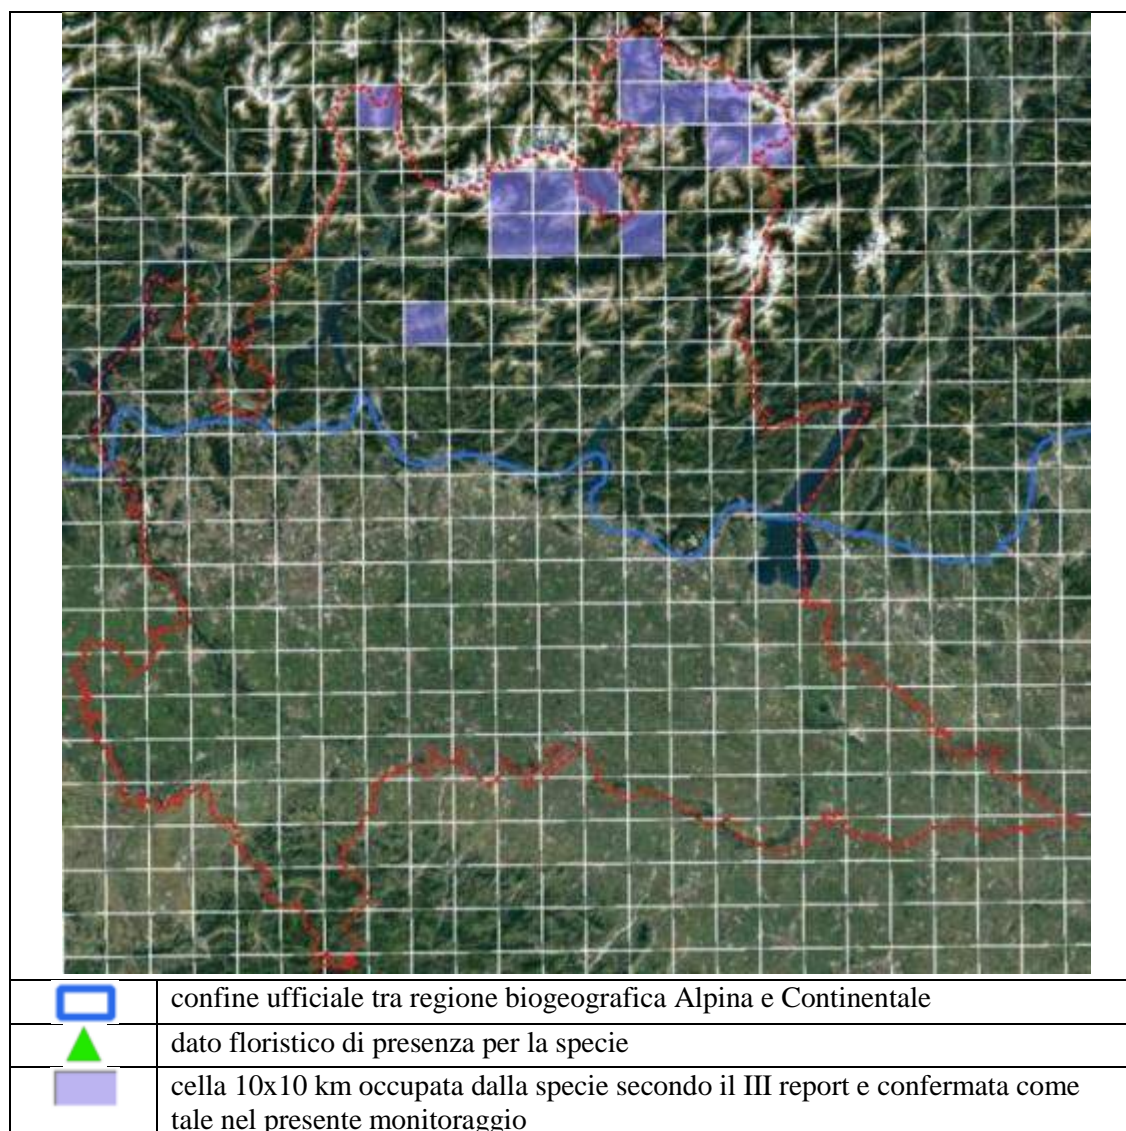 confine ufficiale tra regione biogeografica Alpina e Continentale
dato floristico di presenza per la specie
cella 10x10 km occupata dalla specie secondo il III report e confermata come
tale nel presente monitoraggio